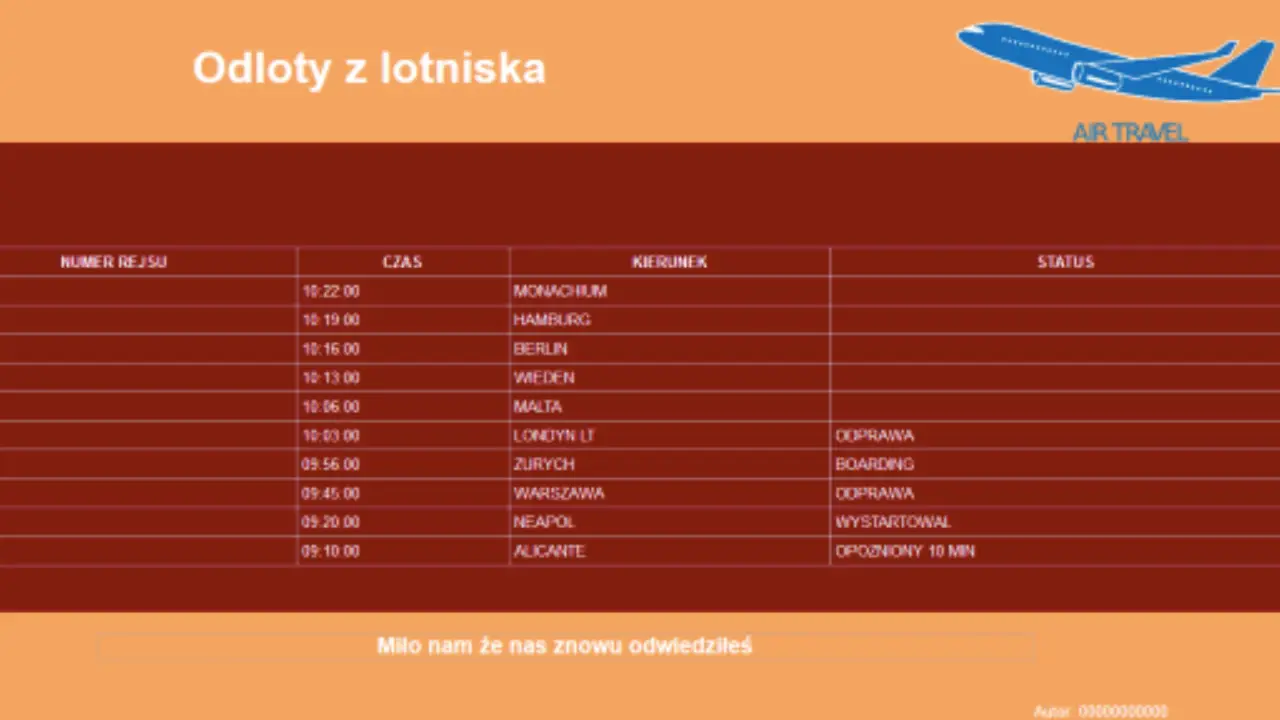 Odloty z lotniska
AIR TRAVEL
NUMER REJSU CZAS KIERUNEK STATUS
10:22:00 MONACHIUM
10:19:00 HAMBURG
10:16:00 BERLIN
10:13:00 WIEDEN
10:06:00 MALTA
10:03:00 LONDYN LT ODPRAWA
09:56:00 ZURYCH BOARDING
09:45:00 WARSZAWA ODPRAWA
09:20:00 NEAPOL WYSTARTOWAL
09:10:00 ALICANTE OPOZNIONY 10 MIN
Miło nam że nas znowu odwiedziłeś
Autor: 00000000000